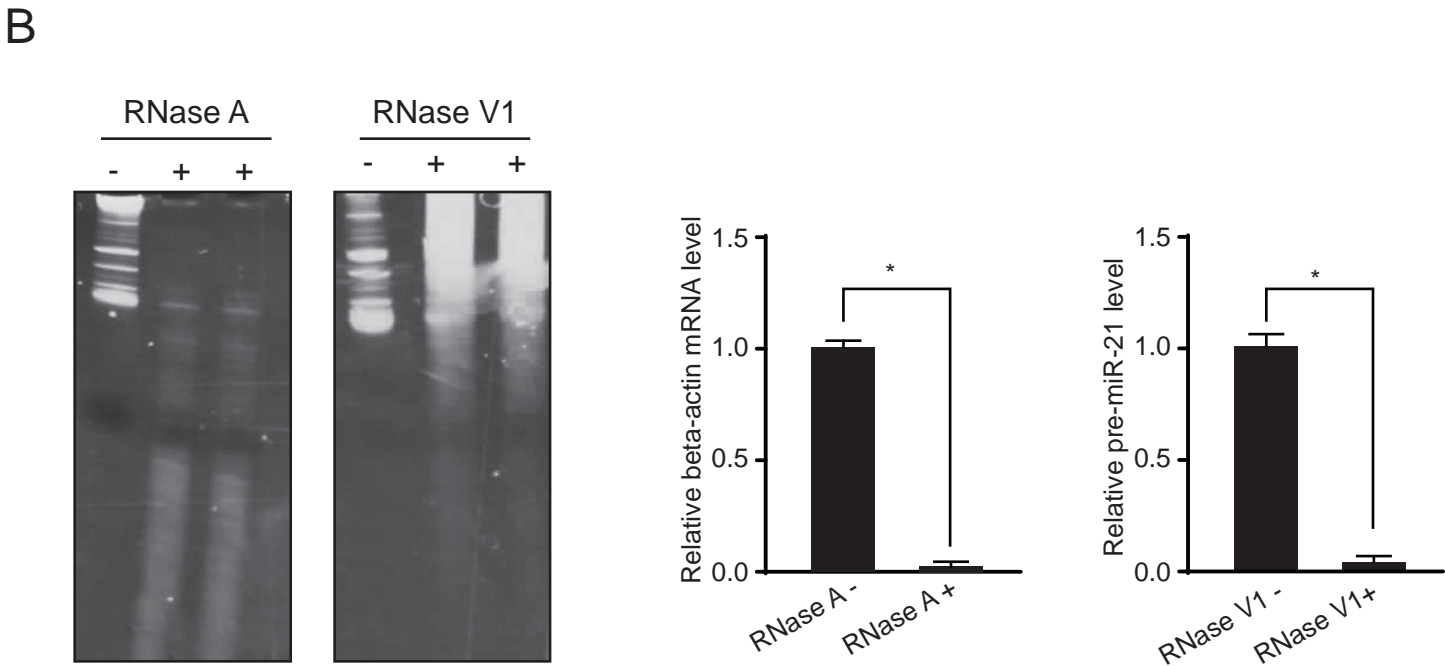 B
RNase A
- + +
RNase V1
- + +
Relative beta-actin mRNA level
1.5
1.0
0.5
0.0
*
RNase A -
RNase A +
Relative pre-miR-21 level
1.5
1.0
0.5
0.0
*
RNase V1 -
RNase V1+